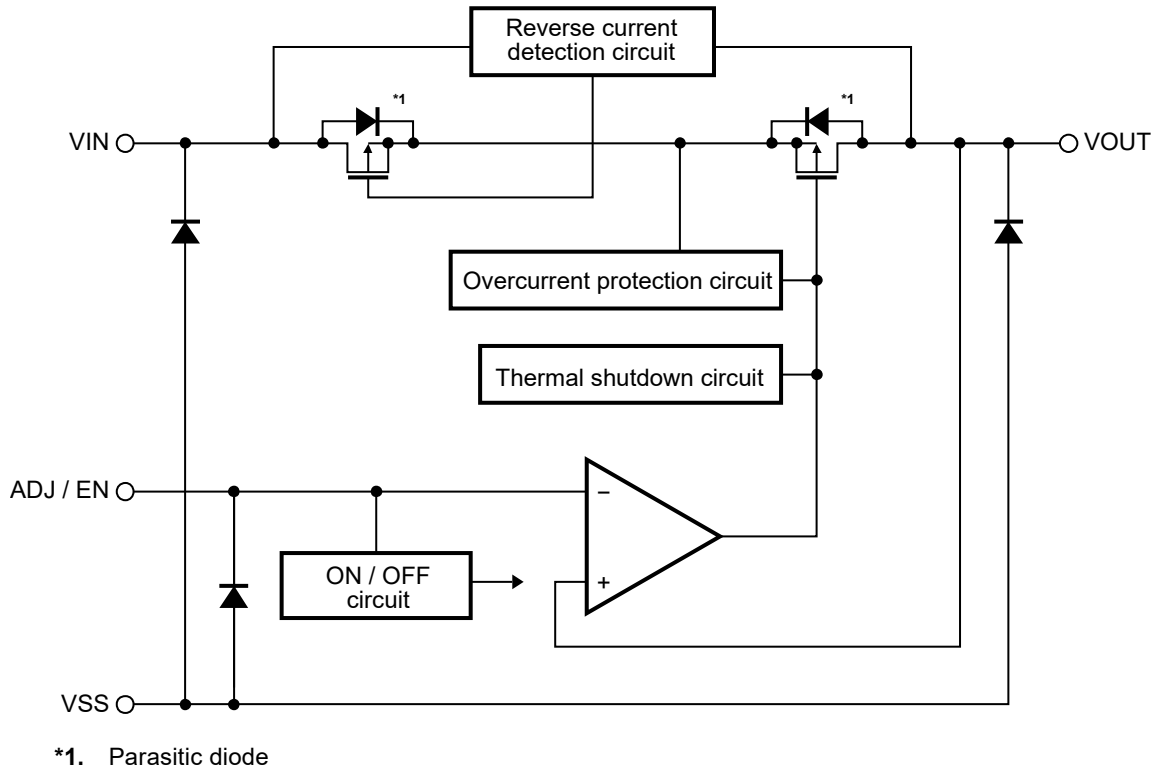 Reverse current
detection circuit
*1
*1
VIN
VOUT
Overcurrent protection circuit
Thermal shutdown circuit
ADJ / EN
−
ON / OFF
circuit
+
VSS
*1. Parasitic diode